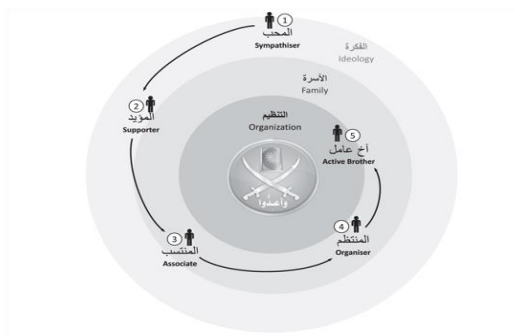 1
المحب
Sympathiser
الفكرة
Ideology
الأسرة
Family
2
المؤيد
Supporter
التنظيم
Organization
5
أخ عامل
Active Brother
وأعدوا
3
المنتسب
Associate
4
المنتظم
Organiser